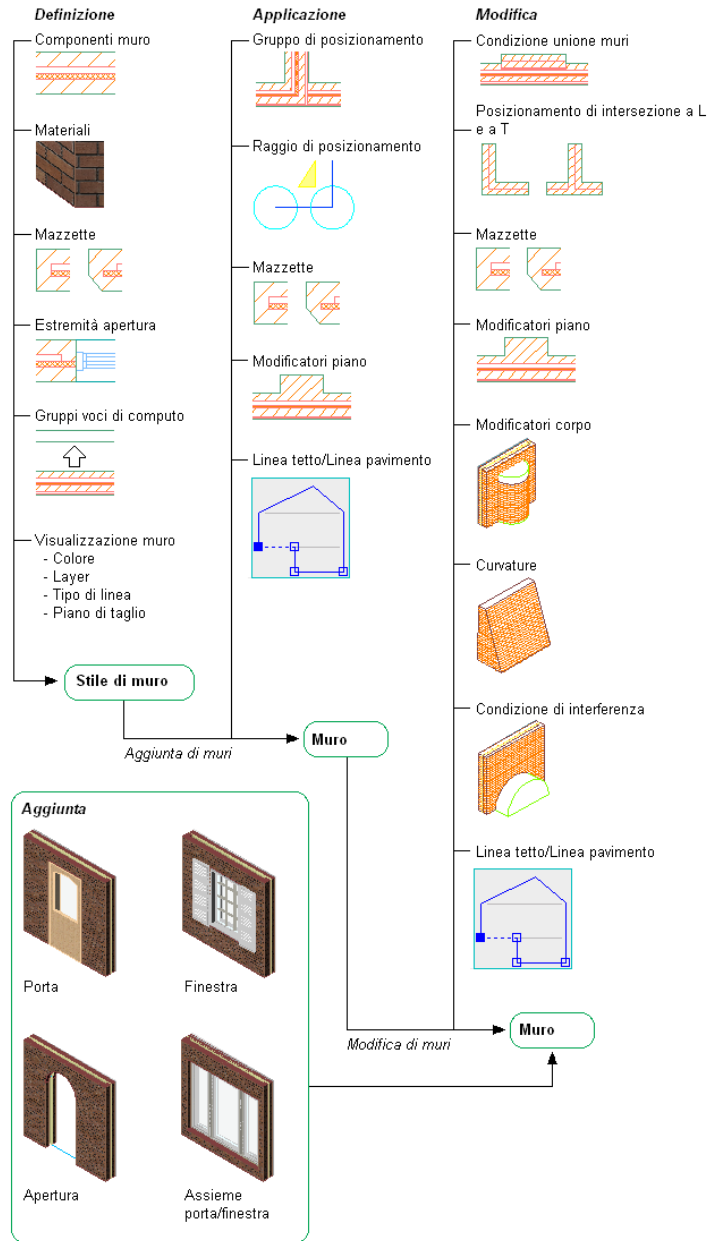 Definizione
Componenti muro
Materiali
Mazzette
Estremità apertura
Gruppi voci di computo
Visualizzazione muro
- Colore
- Layer
- Tipo di linea
- Piano di taglio
Stile di muro
Applicazione
Gruppo di posizionamento
Raggio di posizionamento
Mazzette
Modificatori piano
Linea tetto/Linea pavimento
Aggiunta di muri
Muro
Modifica
Condizione unione muri
Posizionamento di intersezione a L
e a T
Mazzette
Modificatori piano
Modificatori corpo
Curvature
Condizione di interferenza
Linea tetto/Linea pavimento
Modifica di muri
Muro
Aggiunta
Porta
Finestra
Apertura
Assieme
porta/finestra